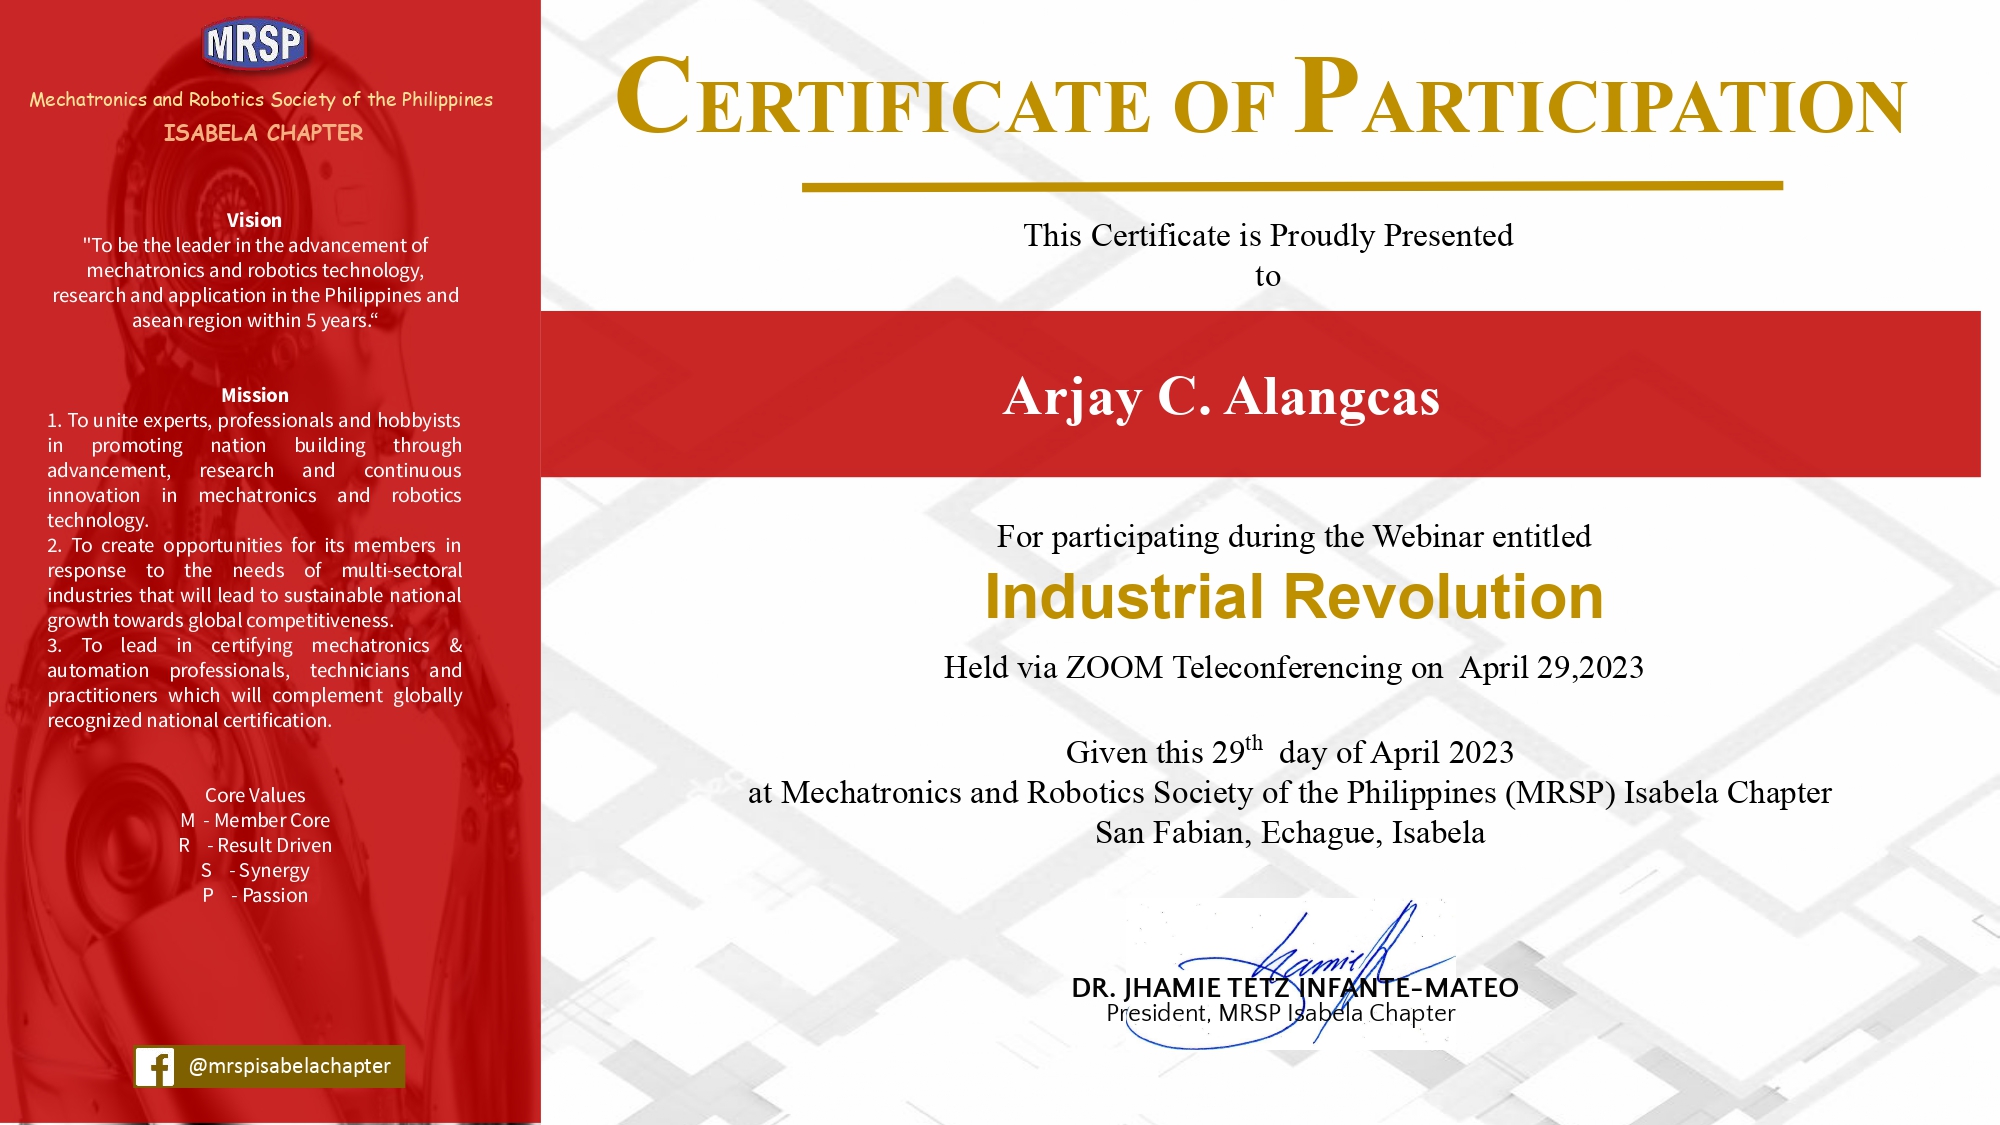 MRSP
Mechatronics and Robotics Society of the Philippines
ISABELA CHAPTER
Vision
"To be the leader in the advancement of
mechatronics and robotics technology,
research and application in the Philippines and
asean region within 5 years.“
Mission
1. To unite experts, professionals and hobbyists
in promoting nation building through
advancement, research and continuous
innovation in mechatronics and robotics
technology.
2. To create opportunities for its members in
response to the needs of multi-sectoral
industries that will lead to sustainable national
growth towards global competitiveness.
3. To lead in certifying mechatronics &
automation professionals, technicians and
practitioners which will complement globally
recognized national certification.
Core Values
M - Member Core
R - Result Driven
S - Synergy
P - Passion
@mrspisabelachapter
CERTIFICATE OF PARTICIPATION
This Certificate is Proudly Presented
to
Arjay C. Alangcas
For participating during the Webinar entitled
Industrial Revolution
Held via ZOOM Teleconferencing on April 29,2023
Given this 29th day of April 2023
at Mechatronics and Robotics Society of the Philippines (MRSP) Isabela Chapter
San Fabian, Echague, Isabela
DR. JHAMIE TETZ INFANTE-MATEO
President, MRSP Isabela Chapter